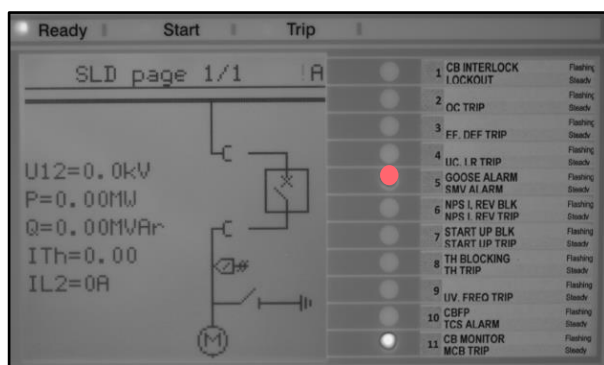 Ready Start Trip
SLD page 1/1 !A
U12=0.0kV
P=0.00MW
Q=0.00MVAr
ITh=0.00
IL2=0A
M
1 CB INTERLOCK Flashing
LOCKOUT Steady
2 Flashing
OC TRIP Steady
3 Flashing
EF, DEF TRIP Steady
4 Flashing
UC, LR TRIP Steady
5 GOOSE ALARM Flashing
SMV ALARM Steady
6 NPS I, REV BLK Flashing
NPS I, REV TRIP Steady
7 START UP BLK Flashing
START UP TRIP Steady
8 TH BLOCKING Flashing
TH TRIP Steady
9 Flashing
UV, FREQ TRIP Steady
10 CBFP Flashing
TCS ALARM Steady
11 CB MONITOR Flashing
MCB TRIP Steady